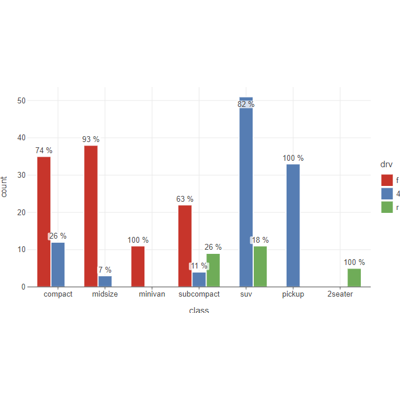 50
40
30
20
10
0
count
74 %
26 %
93 %
7 %
100 %
63 %
11 %
26 %
82 %
18 %
100 %
100 %
compact
midsize
minivan
subcompact
suv
pickup
2seater
class
drv
f
4
r